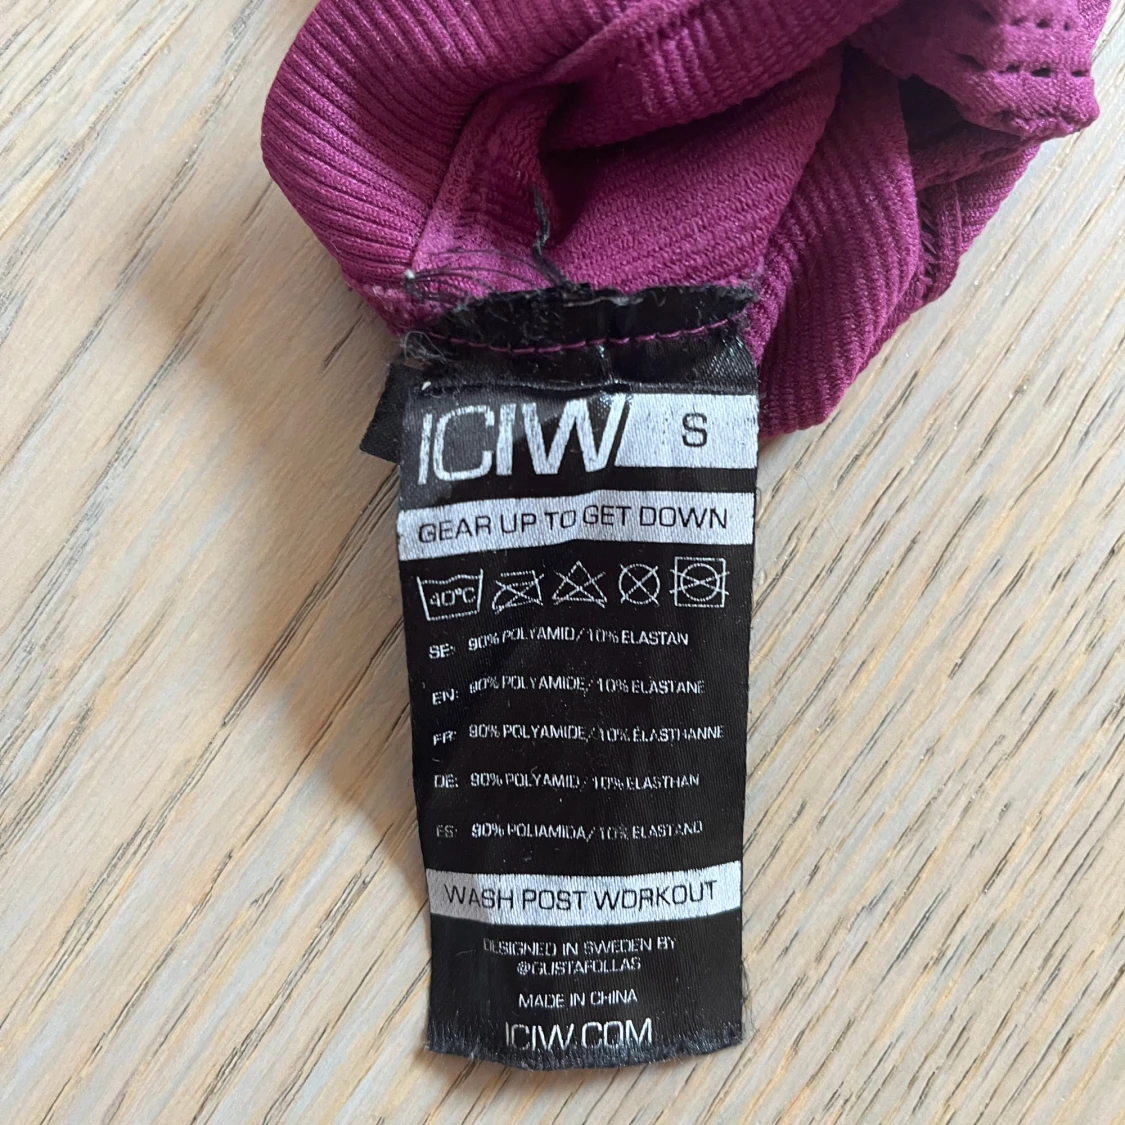 ICIW S
GEAR UP TO GET DOWN
40°C
SE: 90% POLYAMID/ 10% ELASTAN
EN: 90% POLYAMIDE/ 10% ELASTANE
FR: 90% POLYAMIDE/ 10% ÉLASTHANNE
DE: 90% POLYAMID/ 10% ELASTHAN
ES: 90% POLIAMIDA/ 10% ELASTANO
WASH POST WORKOUT
DESIGNED IN SWEDEN BY
@GUSTAFOLLAS
MADE IN CHINA
ICIW.COM